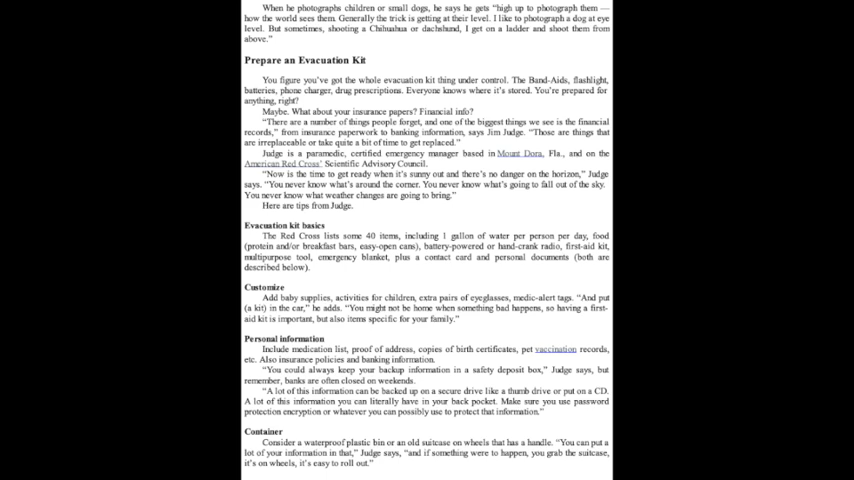 When he photographs children or small dogs, he says he gets “high up to photograph them —
how the world sees them. Generally the trick is getting at their level. I like to photograph a dog at eye
level. But sometimes, shooting a Chihuahua or dachshund, I get on a ladder and shoot them from
above.”
Prepare an Evacuation Kit
You figure you’ve got the whole evacuation kit thing under control. The Band-Aids, flashlight,
batteries, phone charger, drug prescriptions. Everyone knows where it’s stored. You’re prepared for
anything, right?
Maybe. What about your insurance papers? Financial info?
“There are a number of things people forget, and one of the biggest things we see is the financial
records,” from insurance paperwork to banking information, says Jim Judge. “Those are things that
are irreplaceable or take quite a bit of time to get replaced.”
Judge is a paramedic, certified emergency manager based in Mount Dora, Fla., and on the
American Red Cross’ Scientific Advisory Council.
“Now is the time to get ready when it’s sunny out and there’s no danger on the horizon,” Judge
says. “You never know what’s around the corner. You never know what’s going to fall out of the sky.
You never know what weather changes are going to bring.”
Here are tips from Judge.
Evacuation kit basics
The Red Cross lists some 40 items, including 1 gallon of water per person per day, food
(protein and/or breakfast bars, easy-open cans), battery-powered or hand-crank radio, first-aid kit,
multipurpose tool, emergency blanket, plus a contact card and personal documents (both are
described below).
Customize
Add baby supplies, activities for children, extra pairs of eyeglasses, medic-alert tags. “And put
(a kit) in the car,” he adds. “You might not be home when something bad happens, so having a first-
aid kit is important, but also items specific for your family.”
Personal information
Include medication list, proof of address, copies of birth certificates, pet vaccination records,
etc. Also insurance policies and banking information.
“You could always keep your backup information in a safety deposit box,” Judge says, but
remember, banks are often closed on weekends.
“A lot of this information can be backed up on a secure drive like a thumb drive or put on a CD.
A lot of this information you can literally have in your back pocket. Make sure you use password
protection encryption or whatever you can possibly use to protect that information.”
Container
Consider a waterproof plastic bin or an old suitcase on wheels that has a handle. “You can put a
lot of your information in that,” Judge says, “and if something were to happen, you grab the suitcase,
it’s on wheels, it’s easy to roll out.”